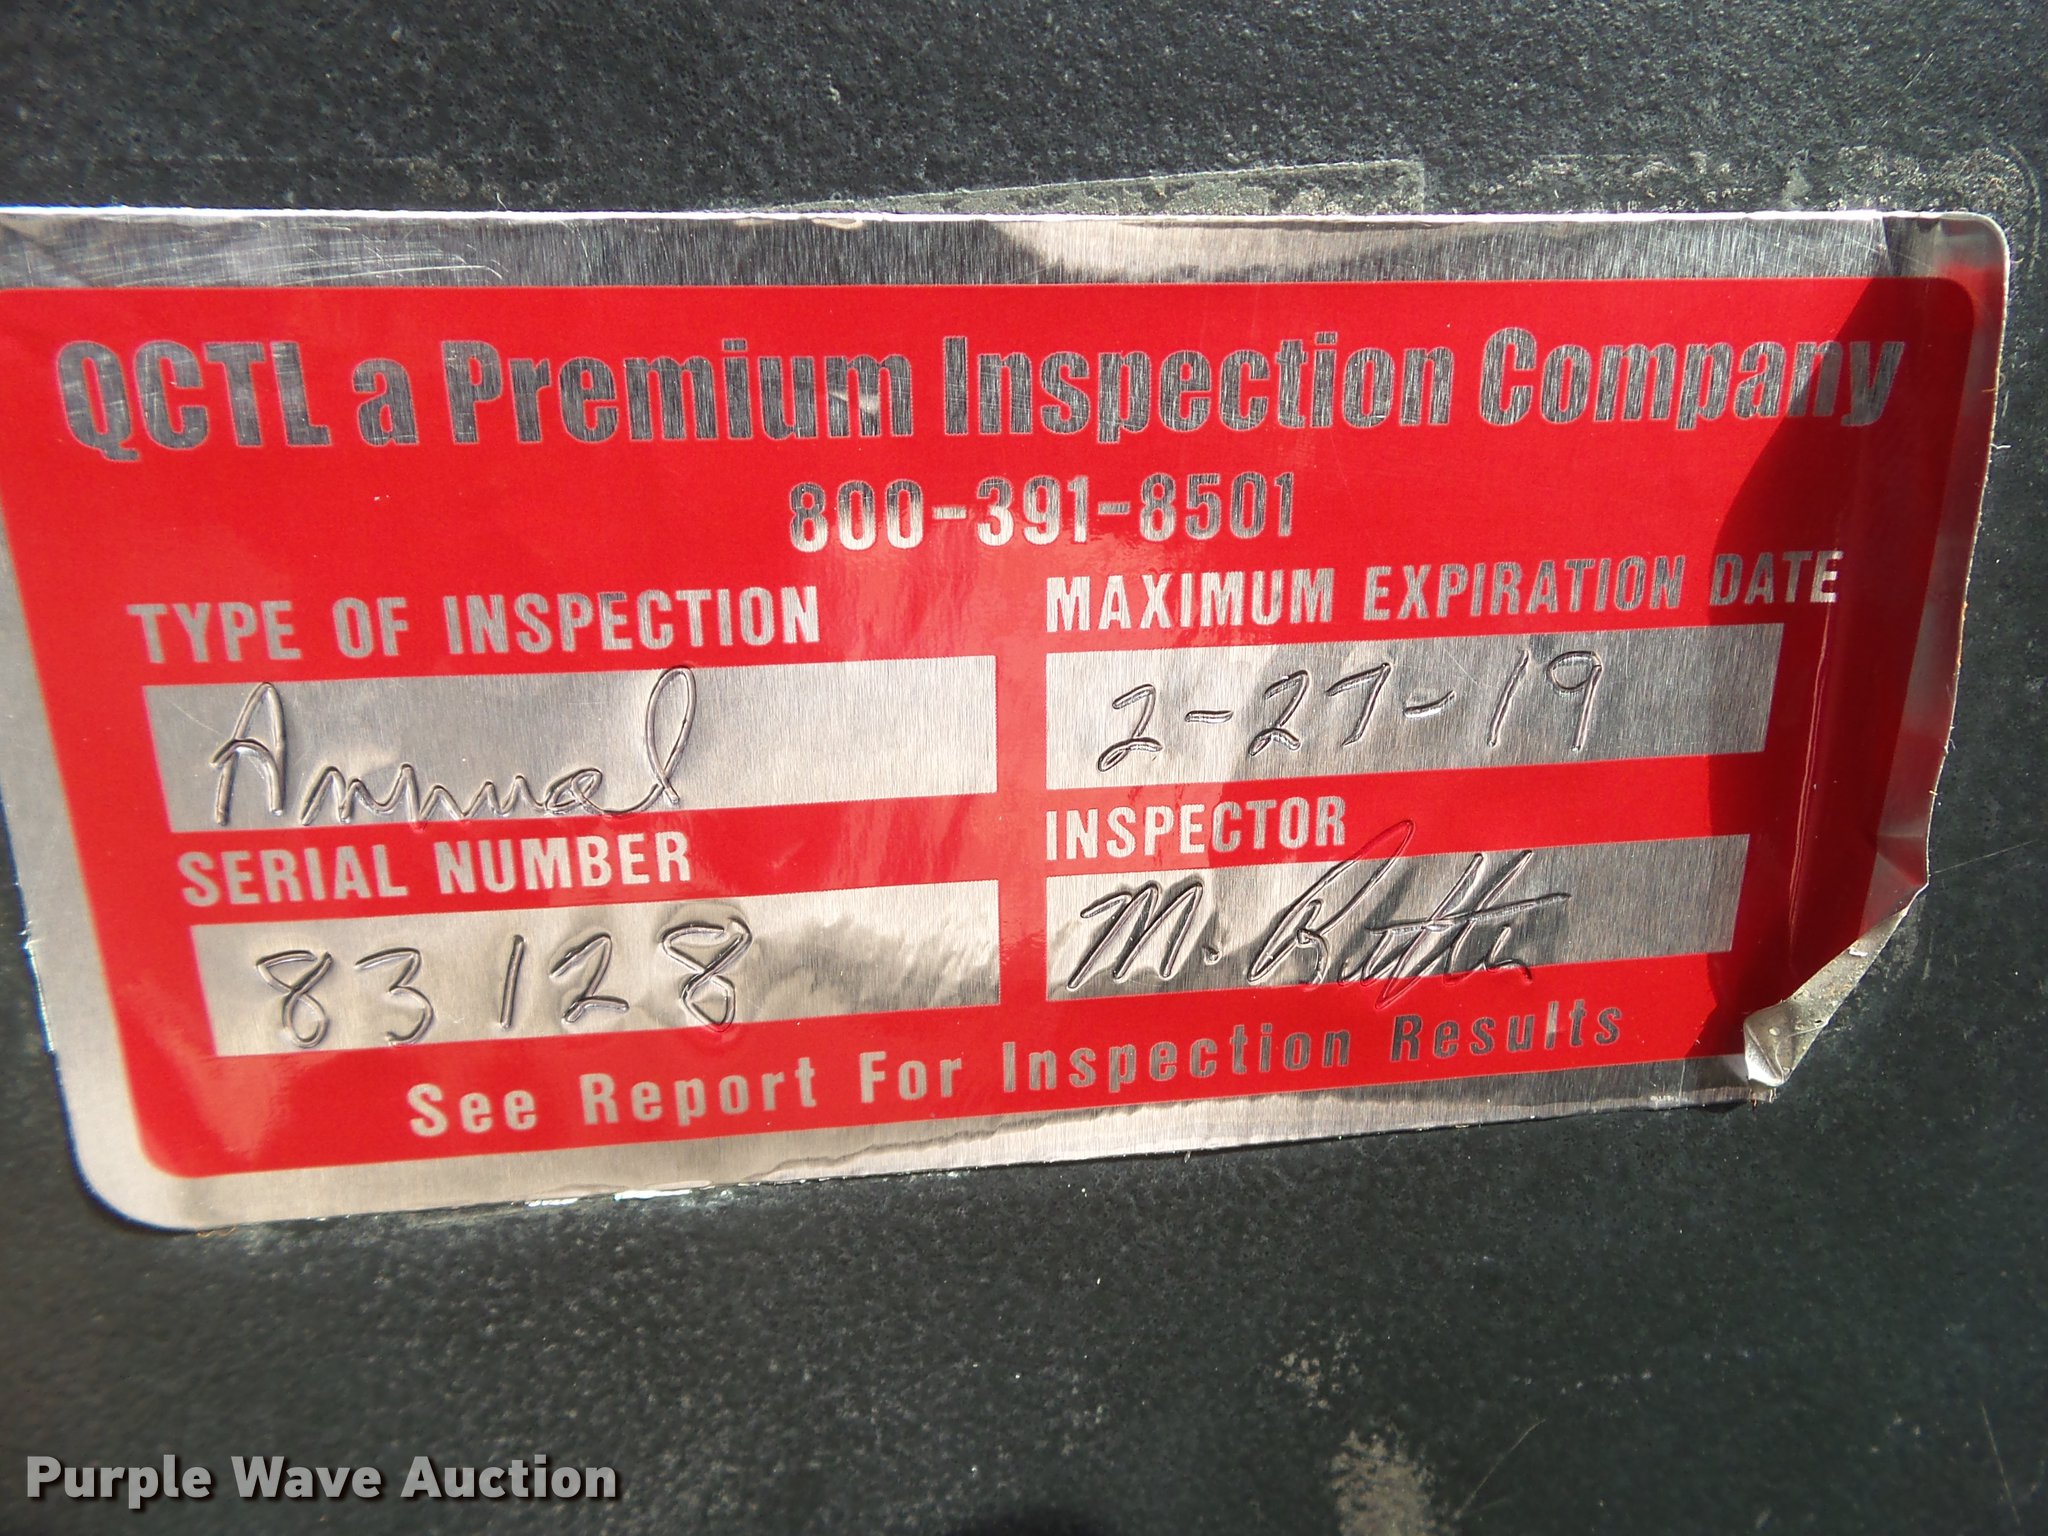 QCTL a Premium Inspection Company
800-391-8501
TYPE OF INSPECTION
Annual
MAXIMUM EXPIRATION DATE
2-27-19
SERIAL NUMBER
83128
INSPECTOR
M.
See Report For Inspection Results
Purple Wave Auction